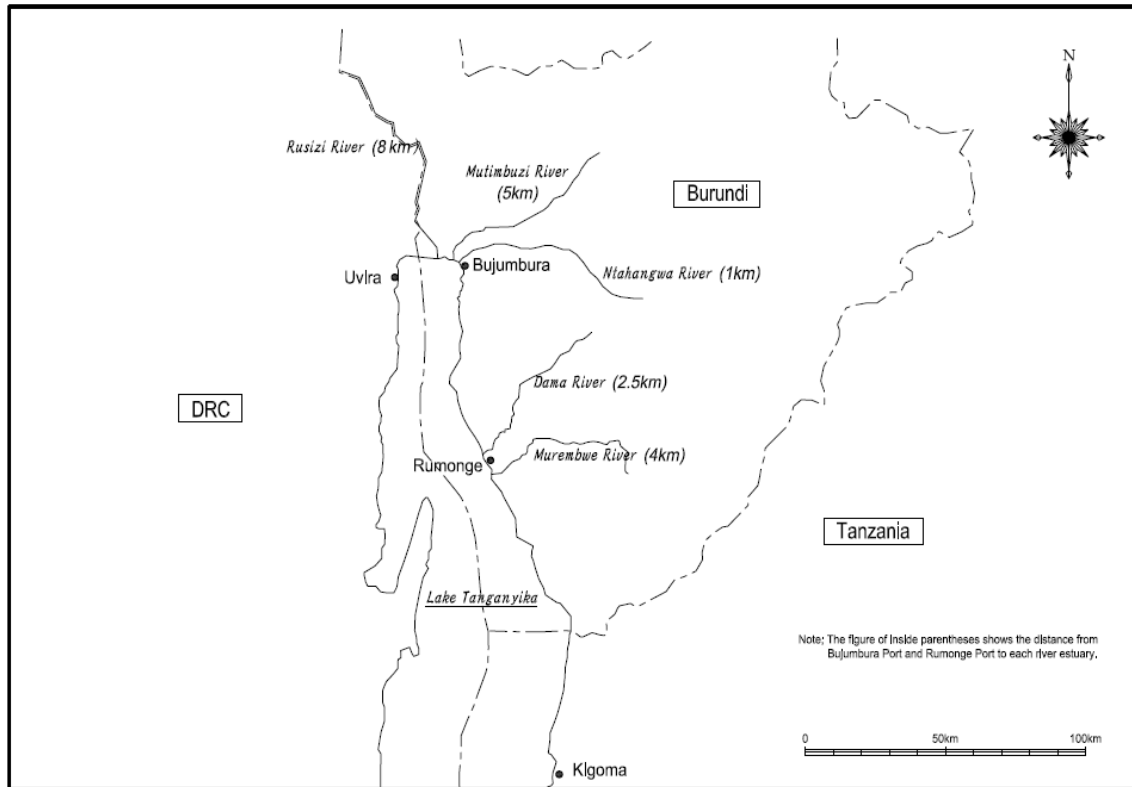 N
Rusizi River (8km)
Mutimbuzi River
(5km)
Burundi
Uvira
Bujumbura
Ntahangwa River (1km)
Dama River (2.5km)
DRC
Rumonge
Murembwe River (4km)
Tanzania
Lake Tanganyika
Note; The figure of inside parentheses shows the distance from
Bujumbura Port and Rumonge Port to each river estuary.
0 50km 100km
Kigoma